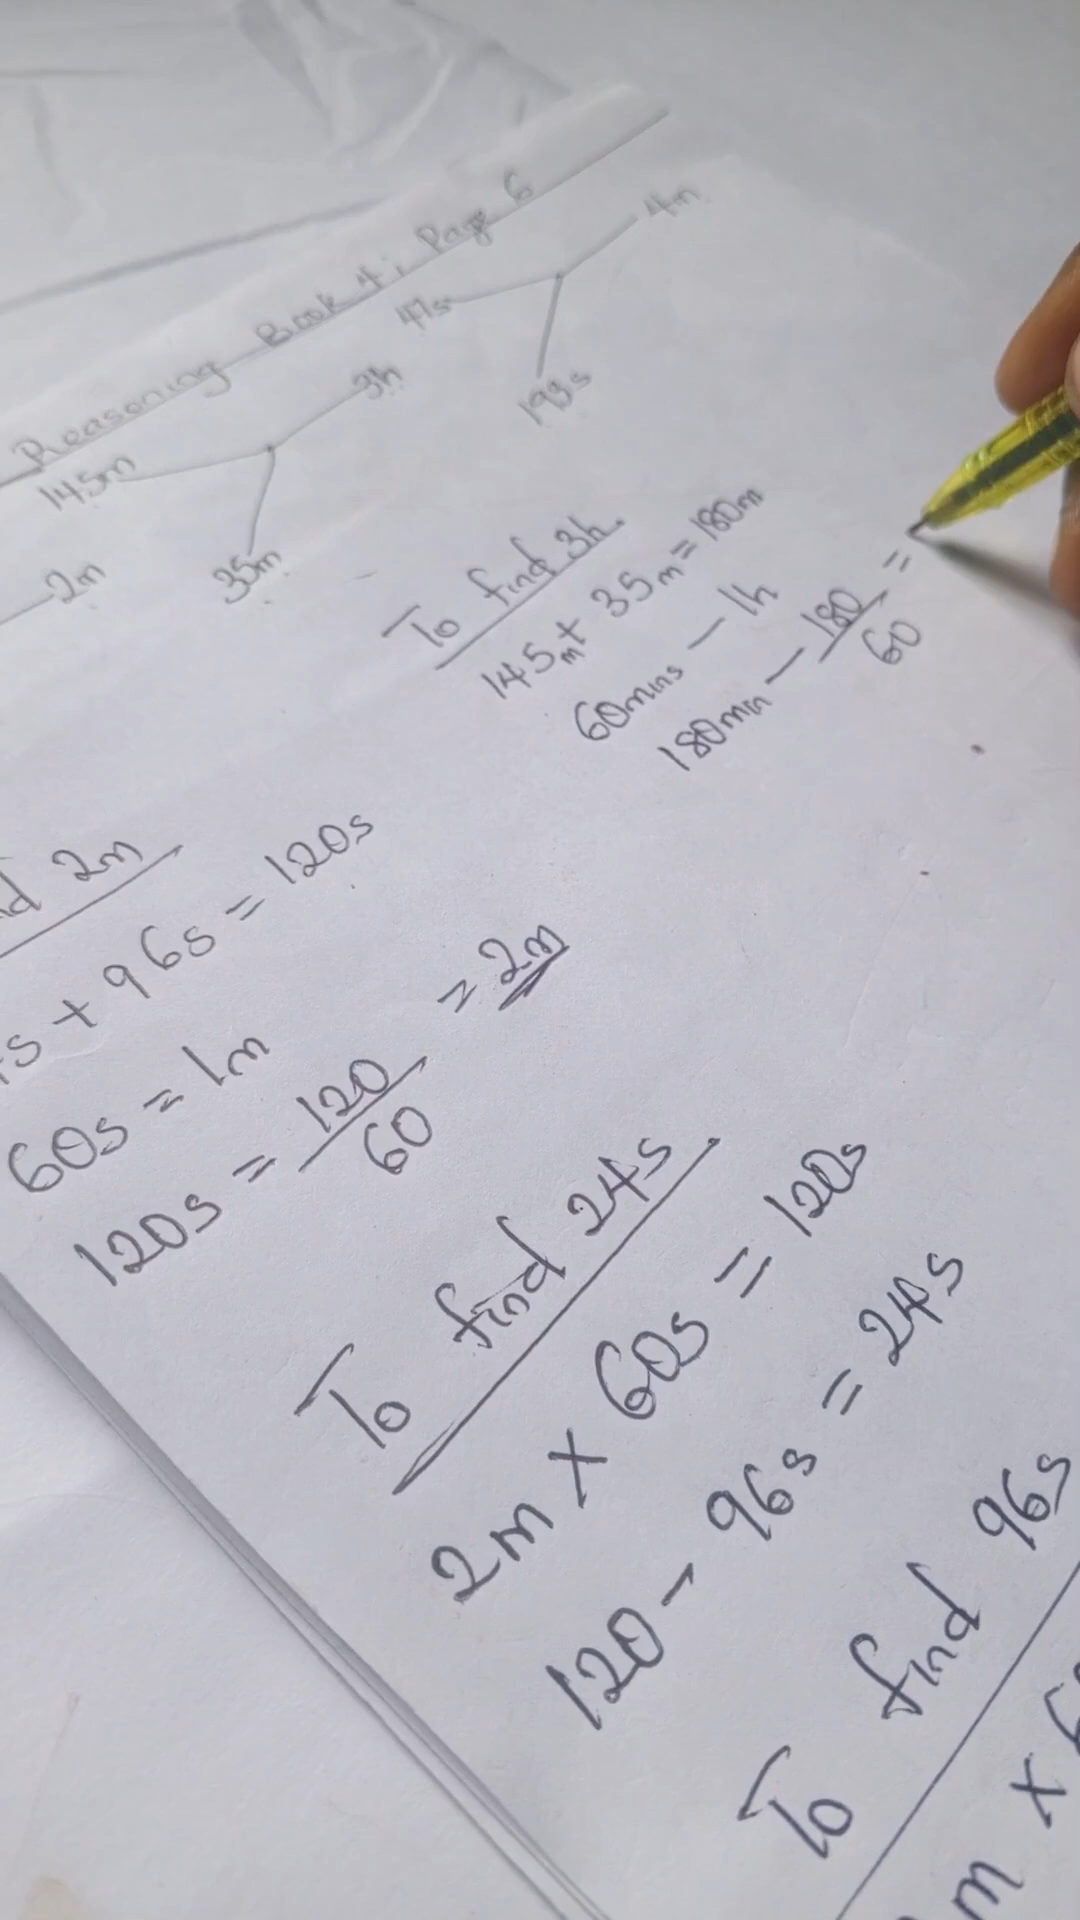 Reasoning Book 4; Page 6
145m
3h
35m
47s
4m
193s
2m
To find 3h
145m + 35m = 180m
60mins — 1h
180min — 180/60 =
2m
s + 96s = 120s
60s = 1m
120s = 120/60 = 2m
To find 24s
2m x 60s = 120s
120 - 96s = 24s
To find 96s
m x